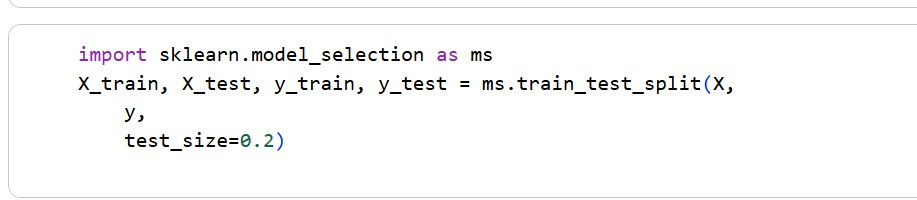 import sklearn.model_selection as ms
X_train, X_test, y_train, y_test = ms.train_test_split(X,
    y,
    test_size=0.2)